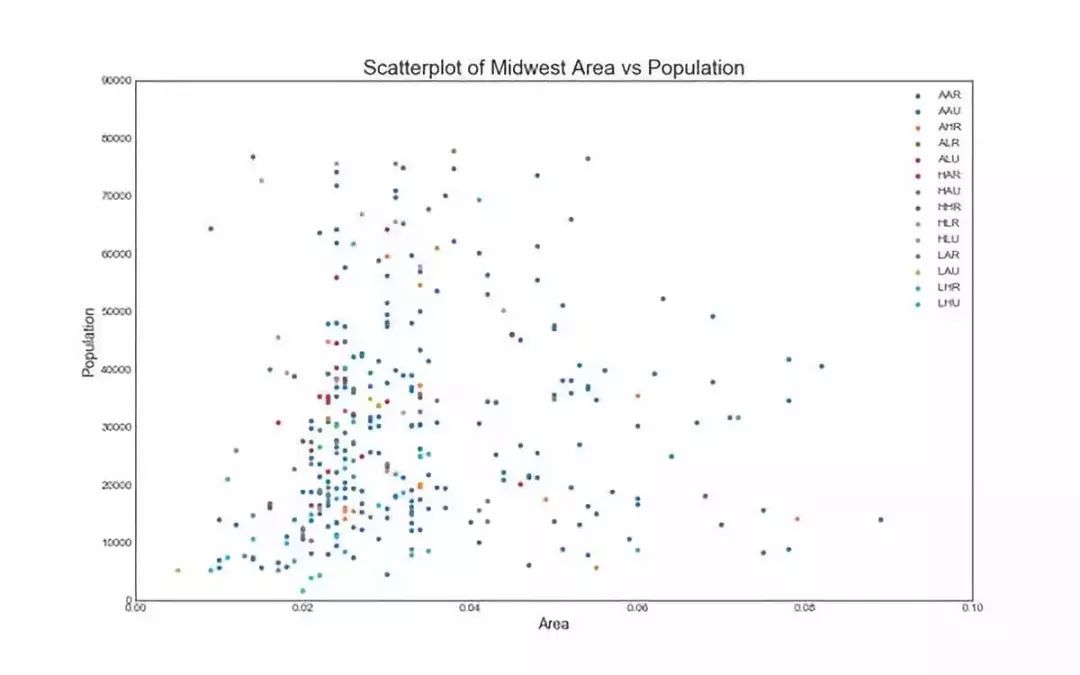 Scatterplot of Midwest Area vs Population
90000
80000
70000
60000
50000
40000
30000
20000
10000
0
Population
0.00
0.02
0.04
0.06
0.08
0.10
Area
AAR
AAU
AHR
ALR
ALU
HAR
HAU
HHR
HLR
HLU
LAR
LAU
LHR
LHU